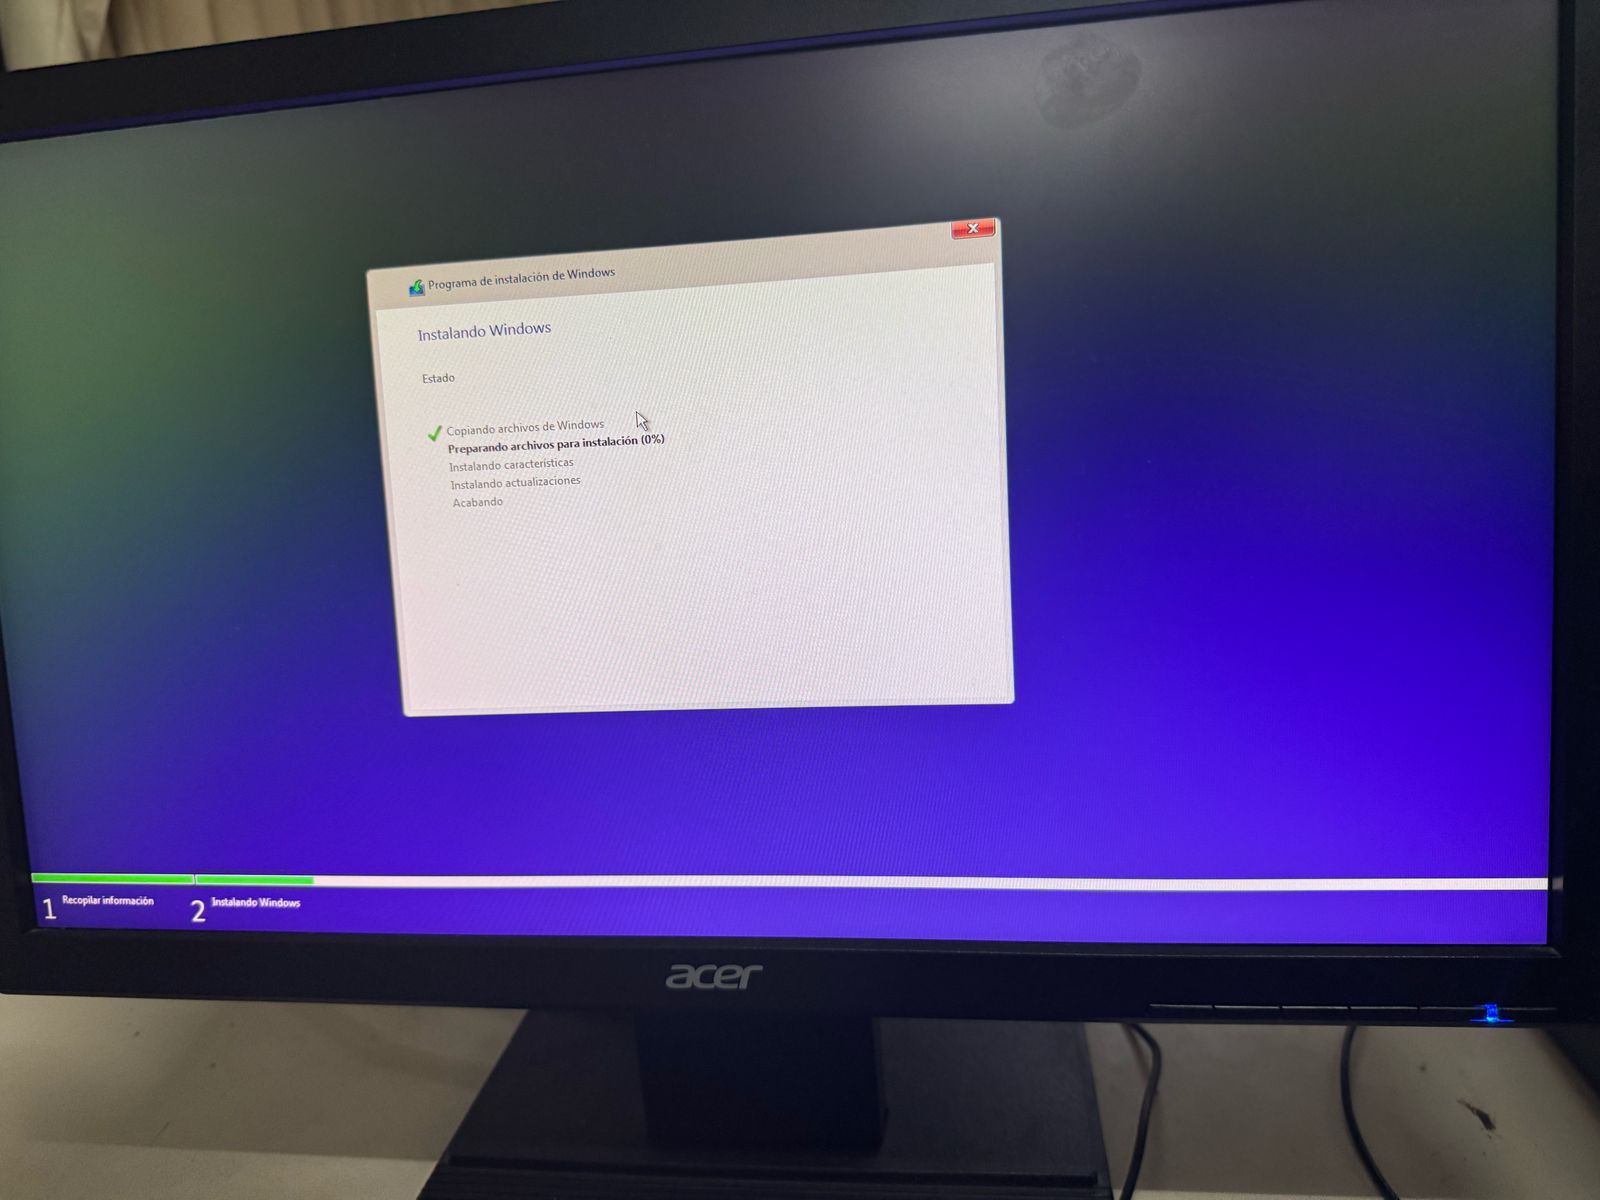 Programa de instalación de Windows
Instalando Windows
Estado
Copiando archivos de Windows
Preparando archivos para instalación (0%)
Instalando características
Instalando actualizaciones
Acabando
1 Recopilar información
2 Instalando Windows
acer